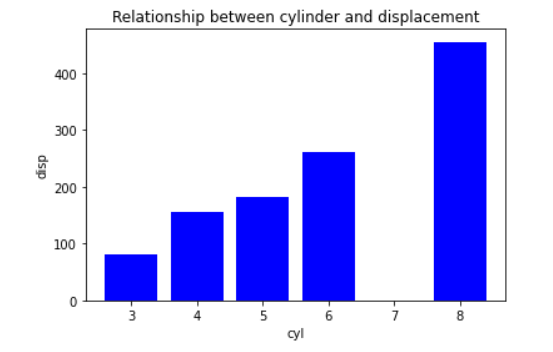 Relationship between cylinder and displacement
400
300
200
100
0
disp
3 4 5 6 7 8
cyl